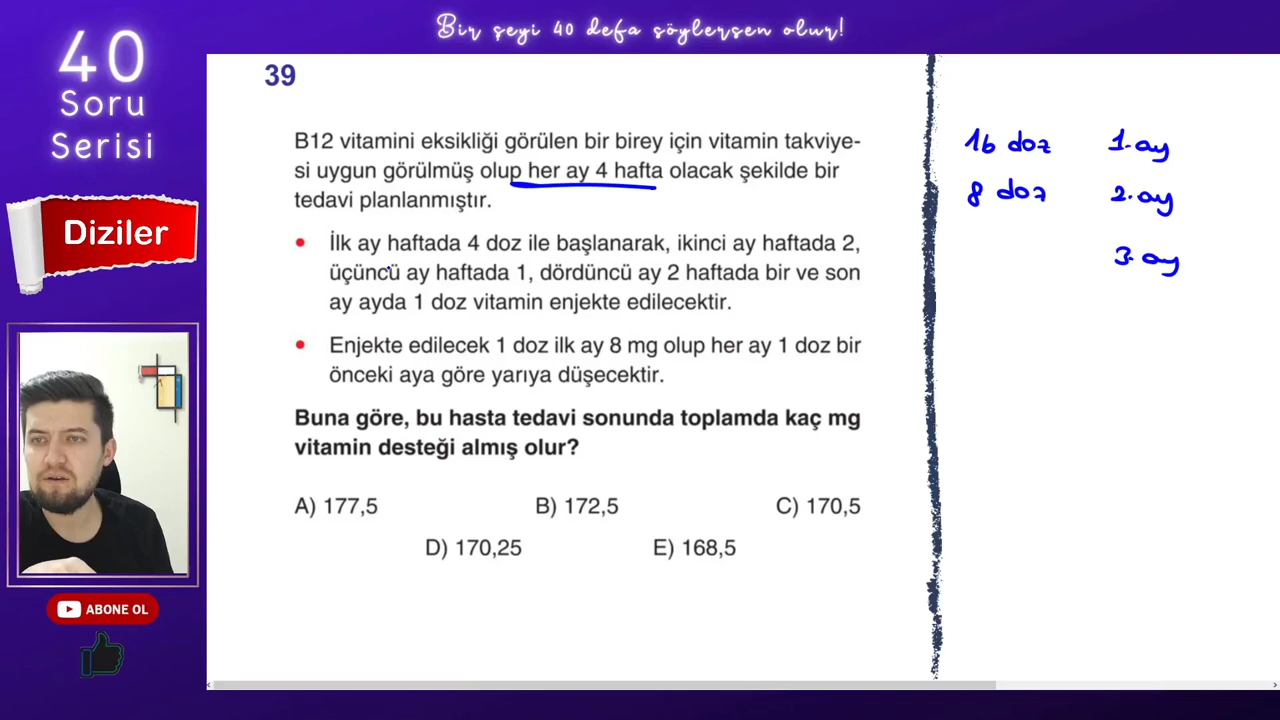 Bir şeyi 40 defa söylersen olur!
40
Soru
Serisi
Diziler
ABONE OL
39
B12 vitamini eksikliği görülen bir birey için vitamin takviye-
si uygun görülmüş olup her ay 4 hafta olacak şekilde bir
tedavi planlanmıştır.
• İlk ay haftada 4 doz ile başlanarak, ikinci ay haftada 2,
üçüncü ay haftada 1, dördüncü ay 2 haftada bir ve son
ay ayda 1 doz vitamin enjekte edilecektir.
• Enjekte edilecek 1 doz ilk ay 8 mg olup her ay 1 doz bir
önceki aya göre yarıya düşecektir.
Buna göre, bu hasta tedavi sonunda toplamda kaç mg
vitamin desteği almış olur?
A) 177,5 B) 172,5 C) 170,5
D) 170,25 E) 168,5
16 doz 1. ay
8 doz 2. ay
3. ay